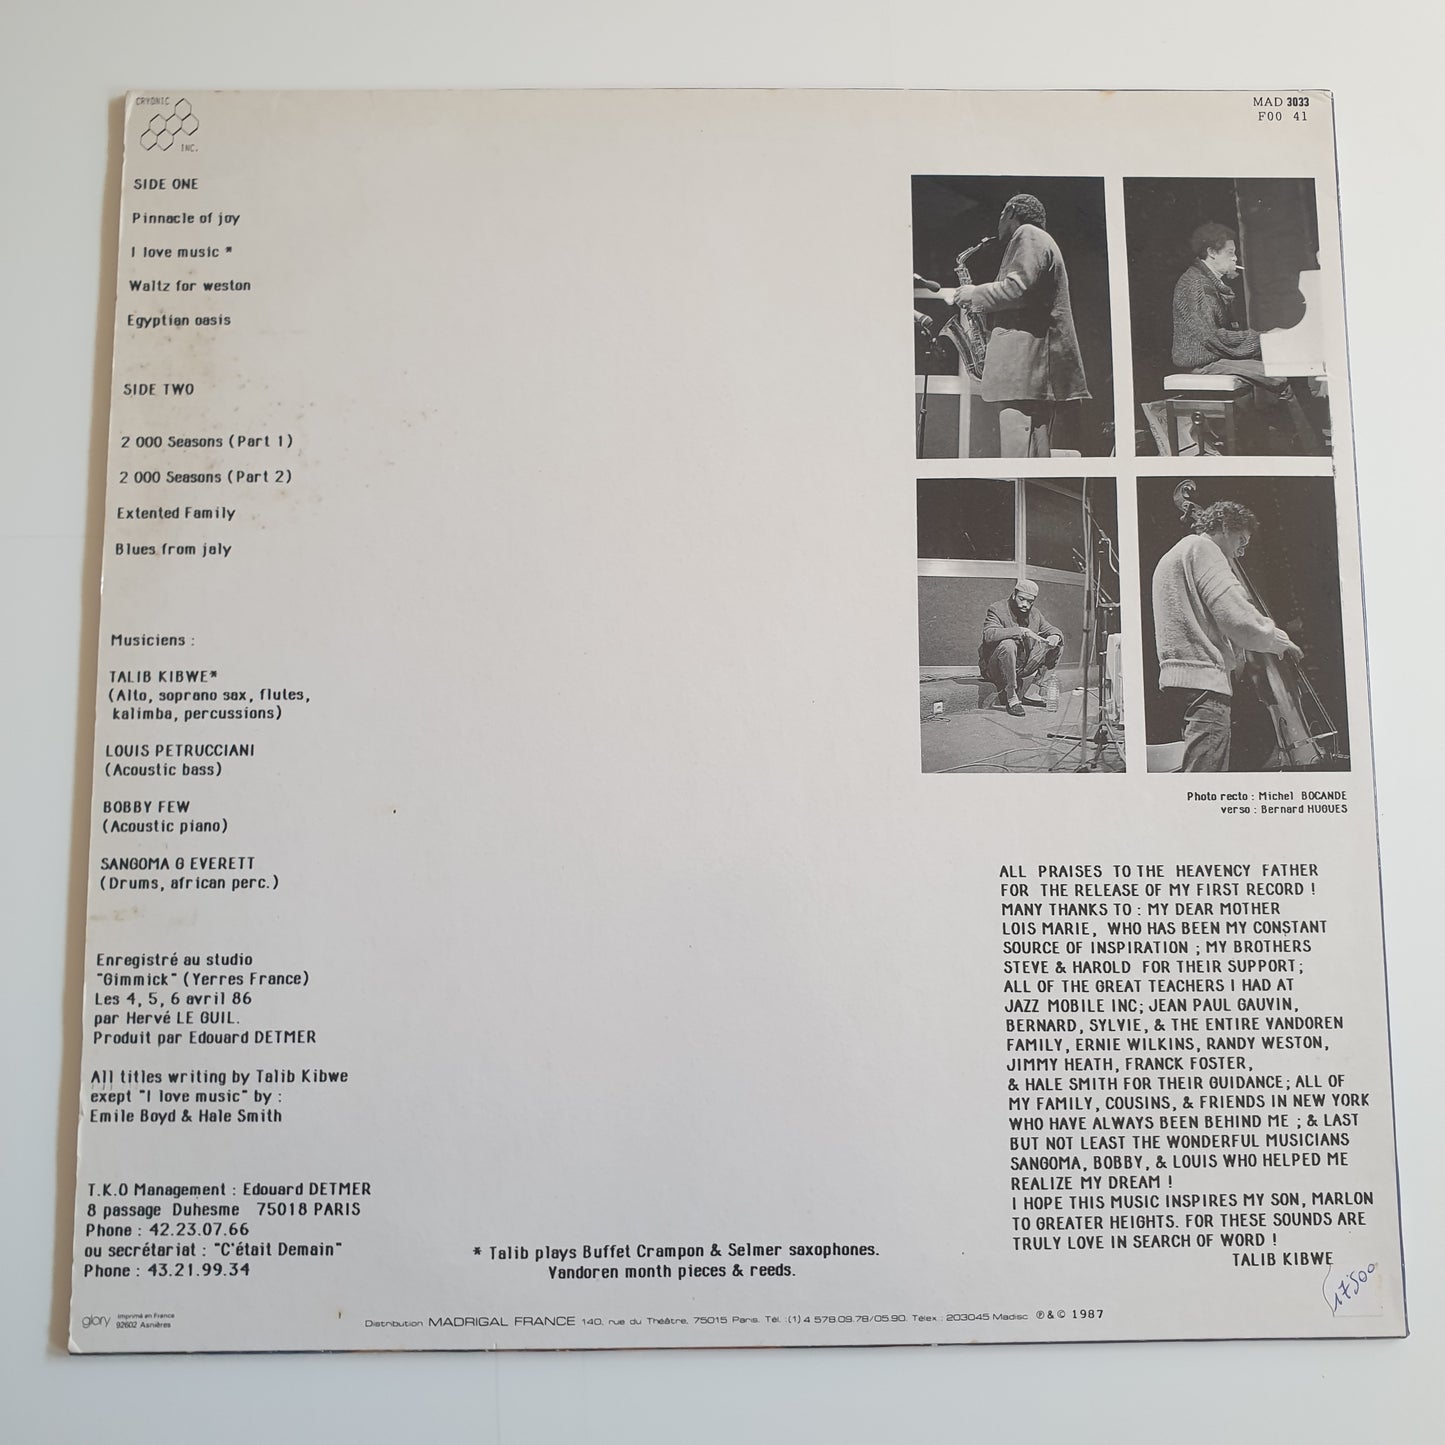 CRYONIC
INC.
MAD 3033
F00 41
SIDE ONE
Pinnacle of joy
I love music *
Waltz for weston
Egyptian oasis
SIDE TWO
2 000 Seasons (Part 1)
2 000 Seasons (Part 2)
Extented Family
Blues from jaly
Musiciens :
TALIB KIBWE*
(Alto, soprano sax, flutes,
kalimba, percussions)
LOUIS PETRUCCIANI
(Acoustic bass)
BOBBY FEW
(Acoustic piano)
SANGOMA G EVERETT
(Drums, african perc.)
Enregistré au studio
"Gimmick" (Yerres France)
Les 4, 5, 6 avril 86
par Hervé LE GUIL.
Produit par Edouard DETMER
All titles writing by Talib Kibwe
exept "I love music" by :
Emile Boyd & Hale Smith
T.K.O Management : Edouard DETMER
8 passage Duhesme 75018 PARIS
Phone : 42.23.07.66
ou secrétariat : "C'était Demain"
Phone : 43.21.99.34
Photo recto : Michel BOCANDE
verso : Bernard HUGUES
ALL PRAISES TO THE HEAVENCY FATHER
FOR THE RELEASE OF MY FIRST RECORD !
MANY THANKS TO : MY DEAR MOTHER
LOIS MARIE, WHO HAS BEEN MY CONSTANT
SOURCE OF INSPIRATION ; MY BROTHERS
STEVE & HAROLD FOR THEIR SUPPORT ;
ALL OF THE GREAT TEACHERS I HAD AT
JAZZ MOBILE INC; JEAN PAUL GAUVIN,
BERNARD, SYLVIE, & THE ENTIRE VANDOREN
FAMILY, ERNIE WILKINS, RANDY WESTON,
JIMMY HEATH, FRANCK FOSTER,
& HALE SMITH FOR THEIR GUIDANCE; ALL OF
MY FAMILY, COUSINS, & FRIENDS IN NEW YORK
WHO HAVE ALWAYS BEEN BEHIND ME ; & LAST
BUT NOT LEAST THE WONDERFUL MUSICIANS
SANGOMA, BOBBY, & LOUIS WHO HELPED ME
REALIZE MY DREAM !
I HOPE THIS MUSIC INSPIRES MY SON, MARLON
TO GREATER HEIGHTS. FOR THESE SOUNDS ARE
TRULY LOVE IN SEARCH OF WORD !
TALIB KIBWE
* Talib plays Buffet Crampon & Selmer saxophones.
Vandoren month pieces & reeds.
17500
glory Imprimé en France
92602 Asnières
Distribution MADRIGAL FRANCE 140, rue du Théâtre, 75015 Paris. Tél. :(1) 4 578.09.78/05.90. Télex : 203045 Madisc ℗ & © 1987